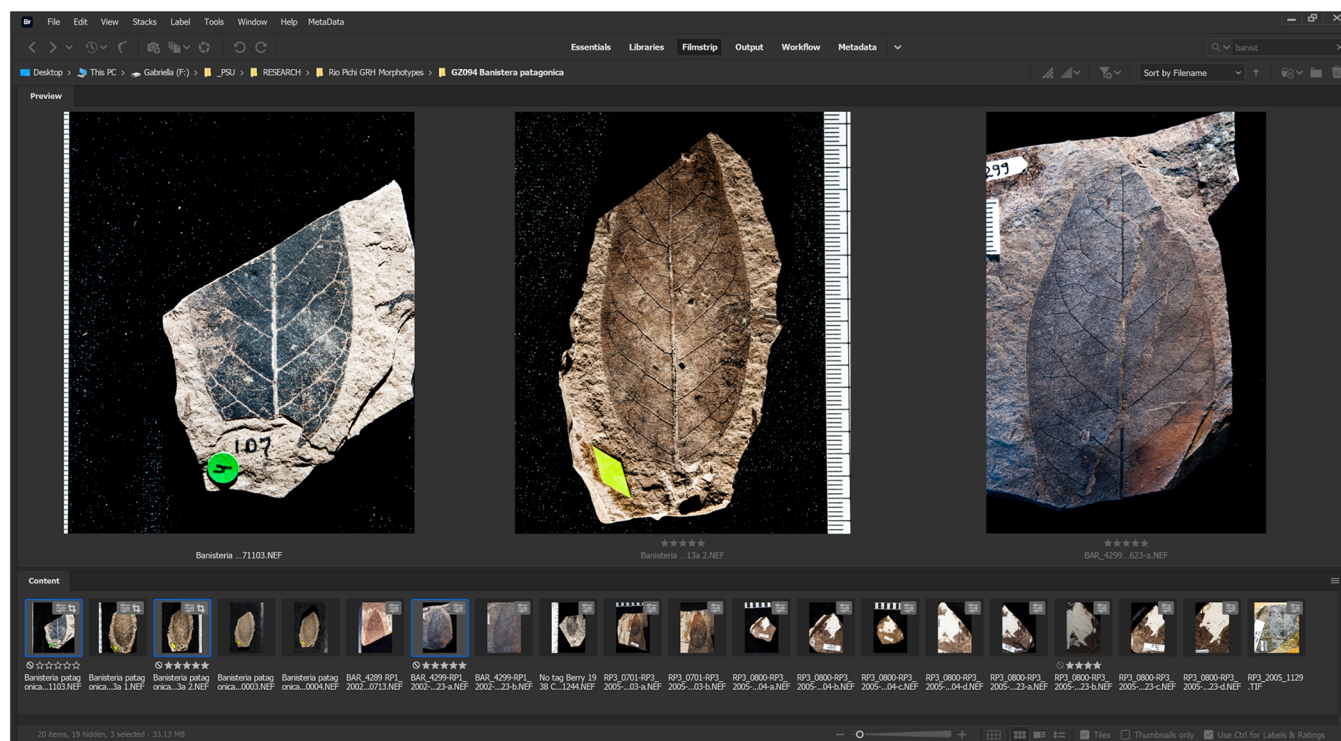 Br File Edit View Stacks Label Tools Window Help MetaData
Essentials Libraries Filmstrip Output Workflow Metadata
banist
Desktop > This PC > Gabriella (F:) > _PSU > RESEARCH > Rio Pichi GRH Morphotypes > GZ094 Banistera patagonica
Sort by Filename
Preview
299
107
4
Banisteria ...71103.NEF
Banisteria ...13a 2.NEF
BAR_4299...623-a.NEF
Content
Banisteria patag
onica...1103.NEF
Banisteria patag
onica...3a 1.NEF
Banisteria patag
onica...3a 2.NEF
Banisteria patag
onica...0003.NEF
Banisteria patag
onica...0004.NEF
BAR_4289 RP1_
2002...0713.NEF
BAR_4299-RP1_
2002-...23-a.NEF
BAR_4299-RP1_
2002-...23-b.NEF
No tag Berry 19
38 C...1244.NEF
RP3_0701-RP3_
2005-...03-a.NEF
RP3_0701-RP3_
2005-...03-b.NEF
RP3_0800-RP3_
2005-...04-a.NEF
RP3_0800-RP3_
2005-...04-b.NEF
RP3_0800-RP3_
2005-...04-c.NEF
RP3_0800-RP3_
2005-...04-d.NEF
RP3_0800-RP3_
2005-...23-a.NEF
RP3_0800-RP3_
2005-...23-b.NEF
RP3_0800-RP3_
2005-...23-c.NEF
RP3_0800-RP3_
2005-...23-d.NEF
RP3_2005_1129
.TIF
20 items, 19 hidden, 3 selected - 33.13 MB
Tiles Thumbnails only Use Ctrl for Labels & Ratings